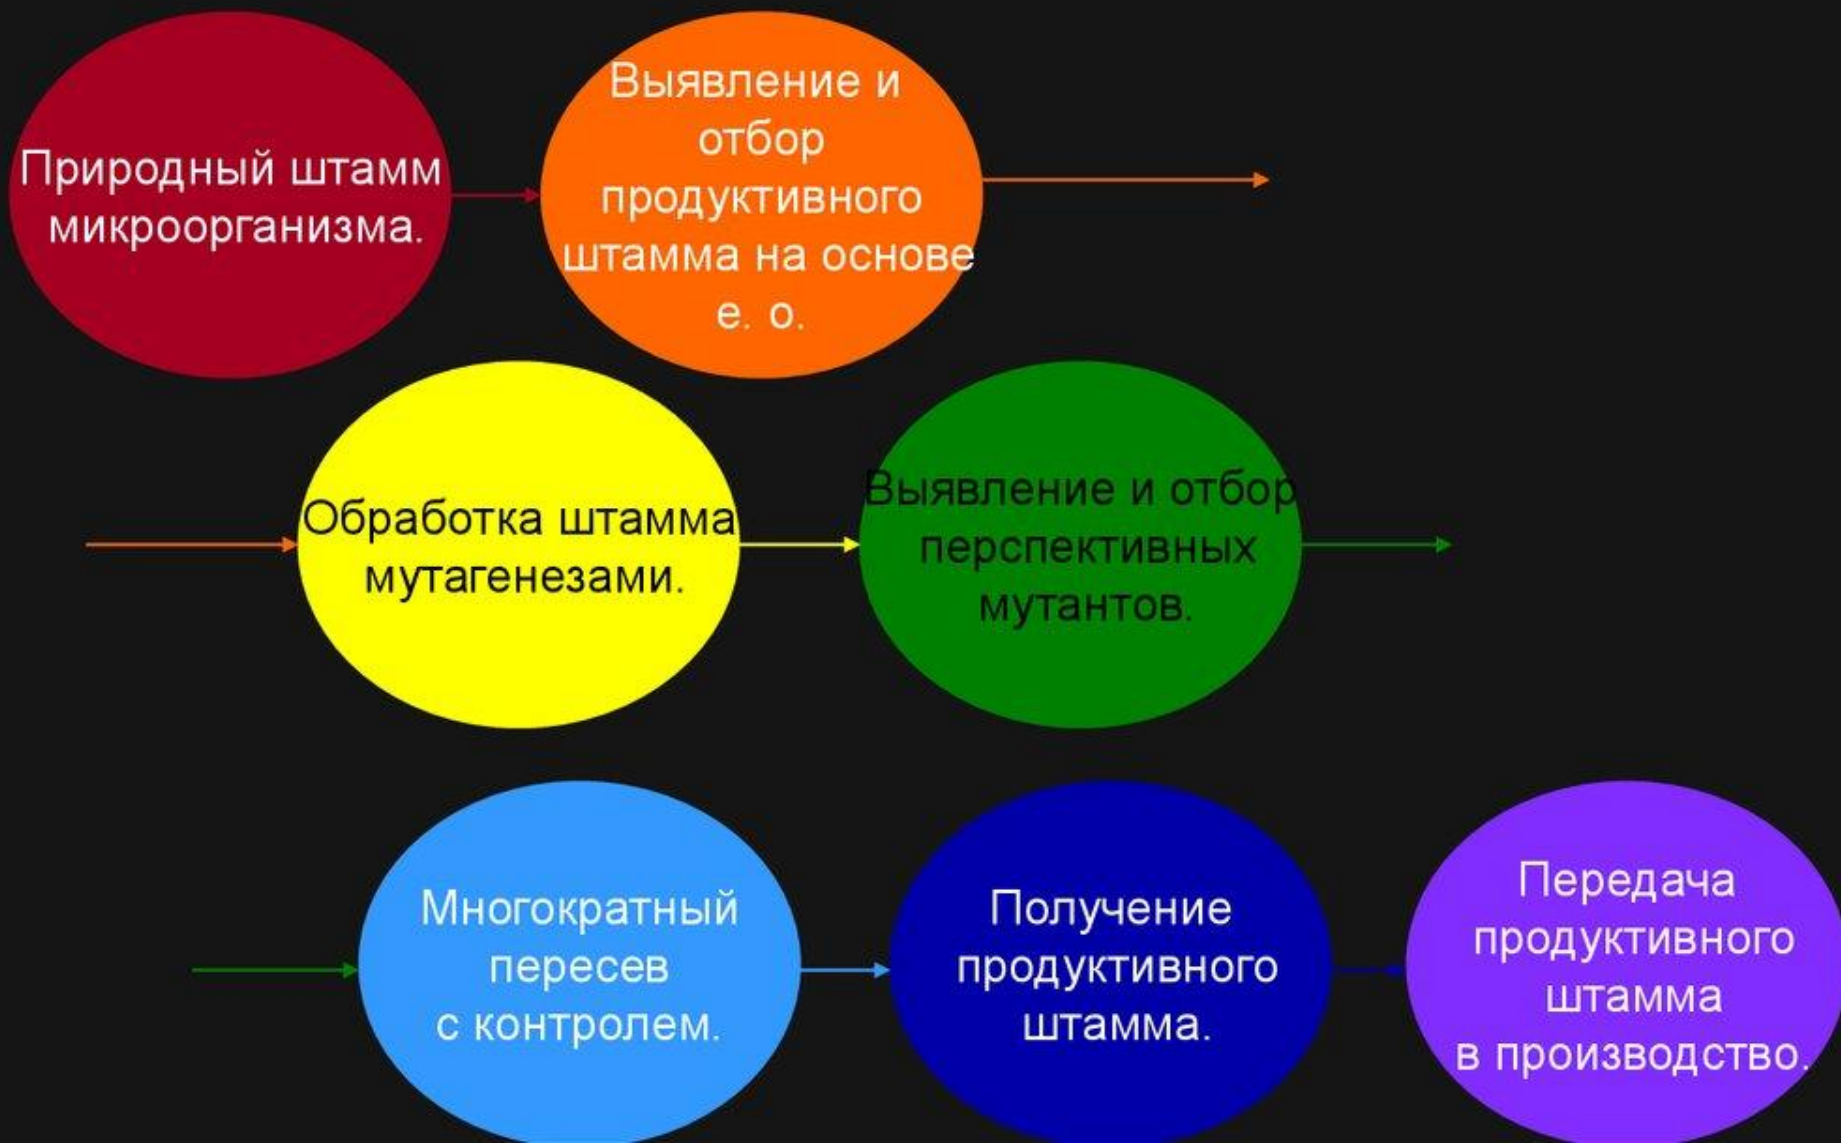 Природный штамм
микроорганизма.
Выявление и
отбор
продуктивного
штамма на основе
е. о.
Обработка штамма
мутагенезами.
Выявление и отбор
перспективных
мутантов.
Многократный
пересев
с контролем.
Получение
продуктивного
штамма.
Передача
продуктивного
штамма
в производство.